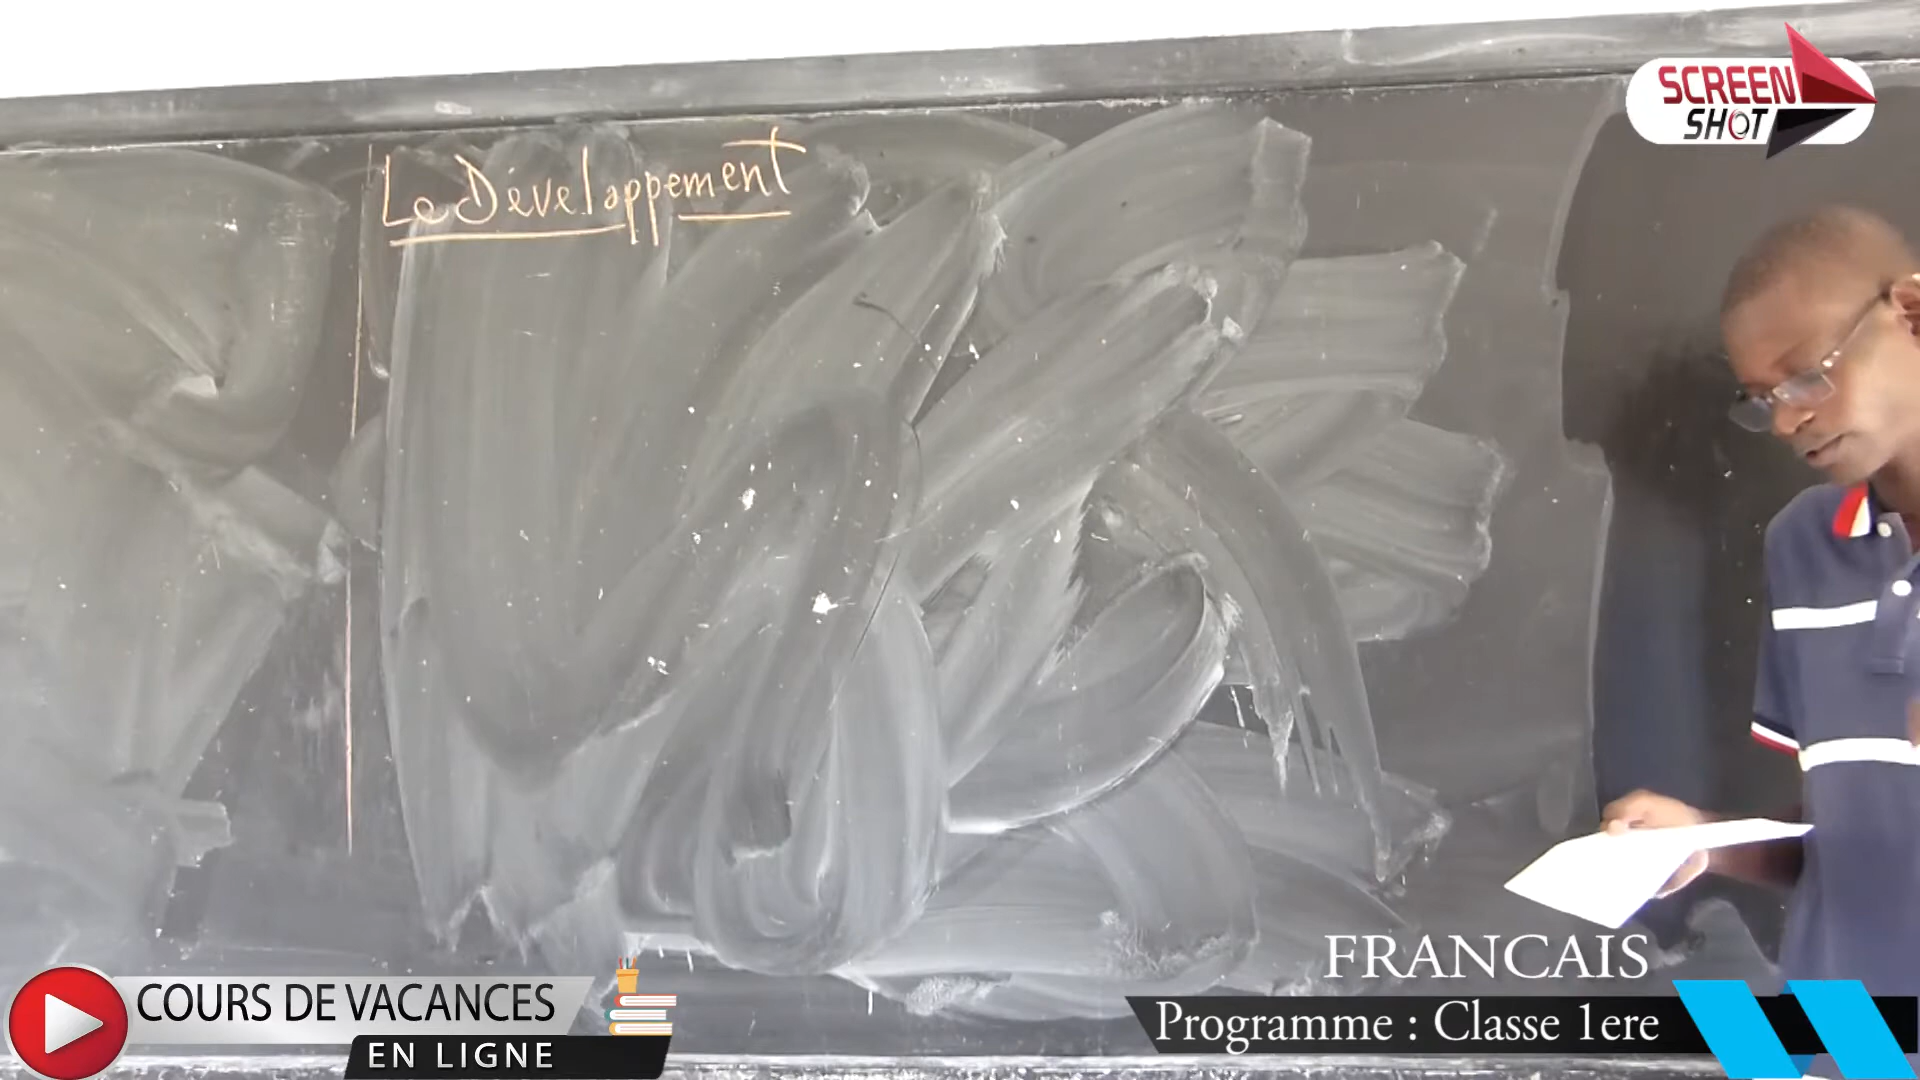 SCREEN
SHOT
Le Développement
COURS DE VACANCES
EN LIGNE
FRANCAIS
Programme : Classe 1ere